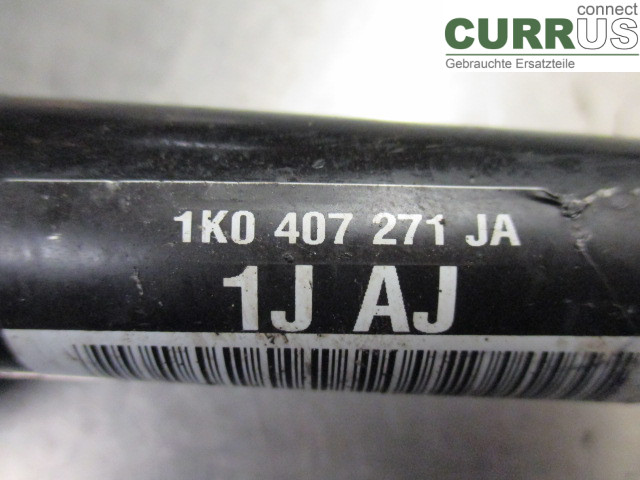 connect
CURRUS
Gebrauchte Ersatzteile
1K0 407 271 JA
1J AJ